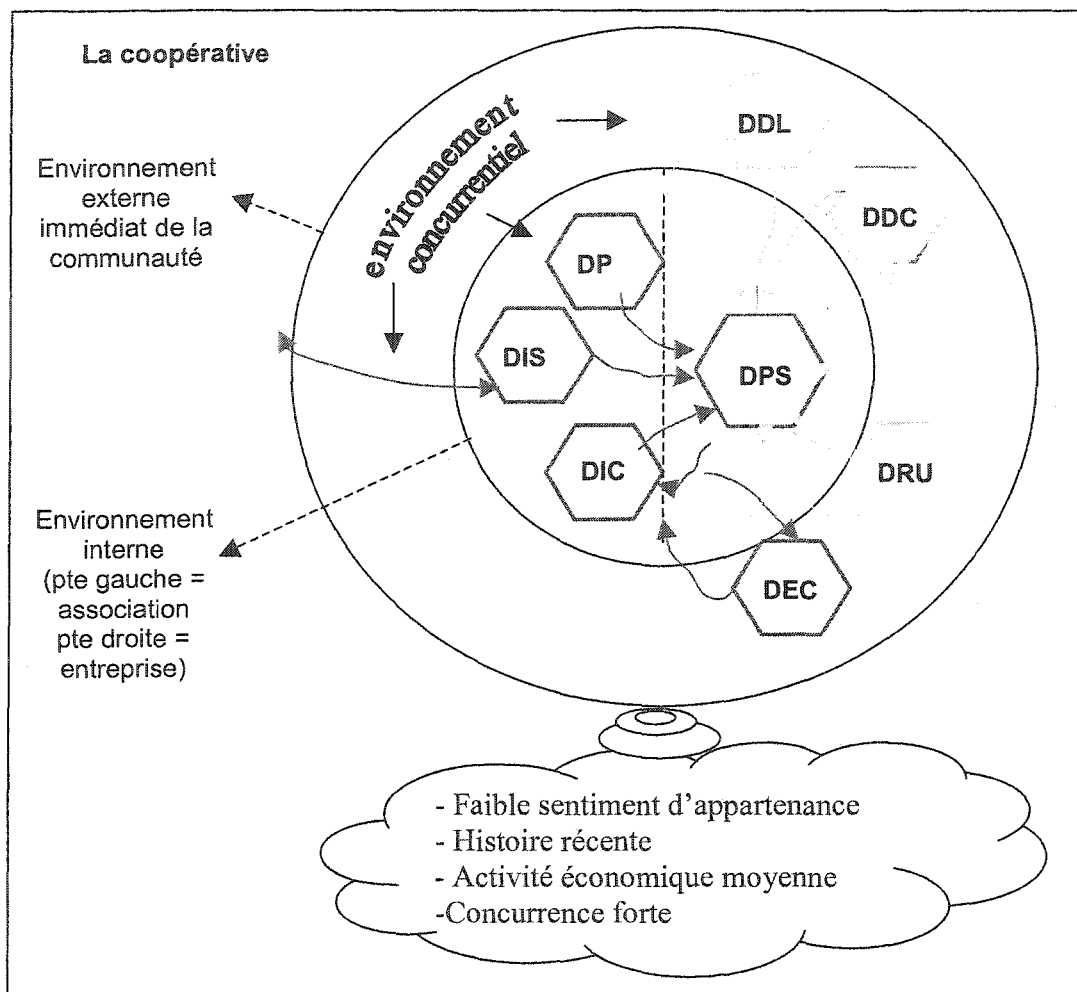 La coopérative
environnement
concurrentiel
Environnement
externe
immédiat de la
communauté
DDL
DDC
DP
DIS
DPS
DIC
DRU
DEC
Environnement
interne
(pte gauche =
association
pte droite =
entreprise)
- Faible sentiment d'appartenance
- Histoire récente
- Activité économique moyenne
-Concurrence forte